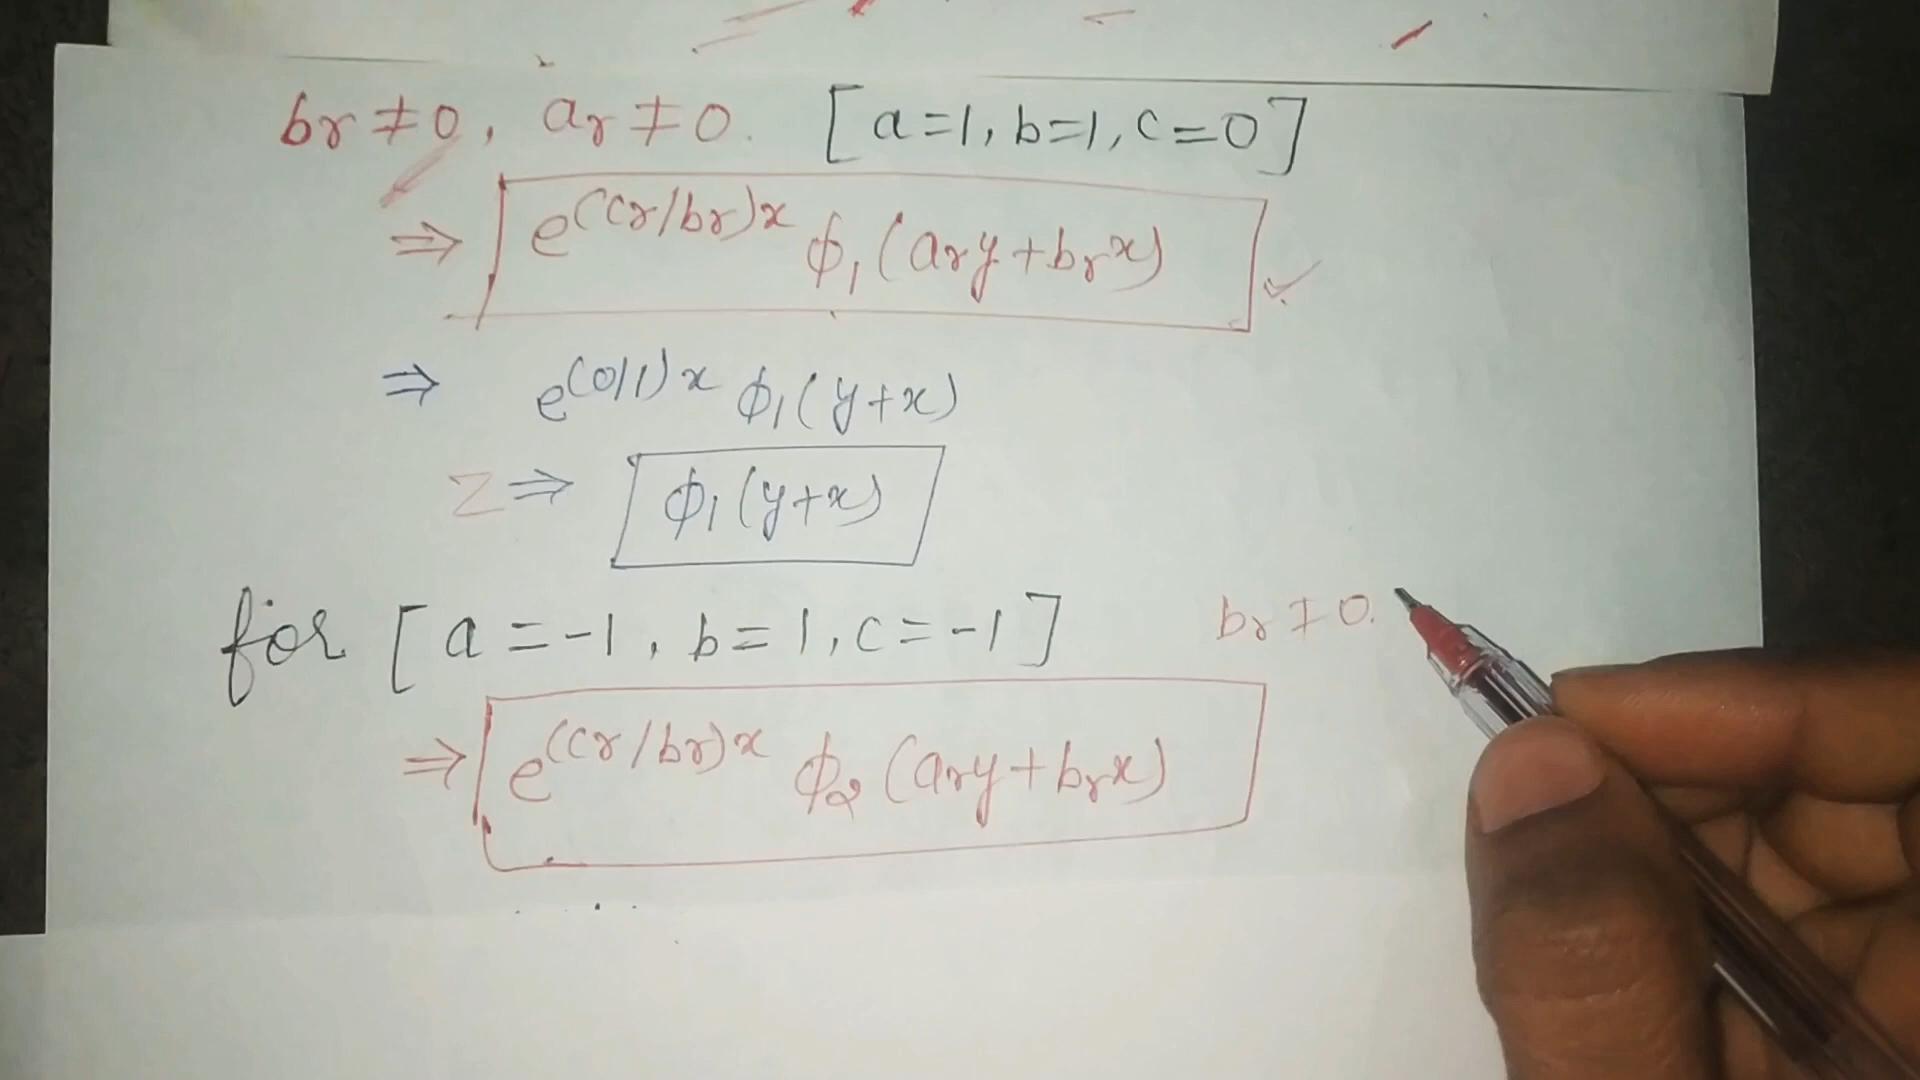 br ≠ 0, ar ≠ 0. [a=1, b=1, c=0]
⇒ e^((cr/br)x) ϕ₁(ary+brx)
⇒ e^((0/1)x) ϕ₁(y+x)
Z ⇒ ϕ₁(y+x)
for [a=-1, b=1, c=-1] br ≠ 0.
⇒ e^((cr/br)x) ϕ₂(ary+brx)